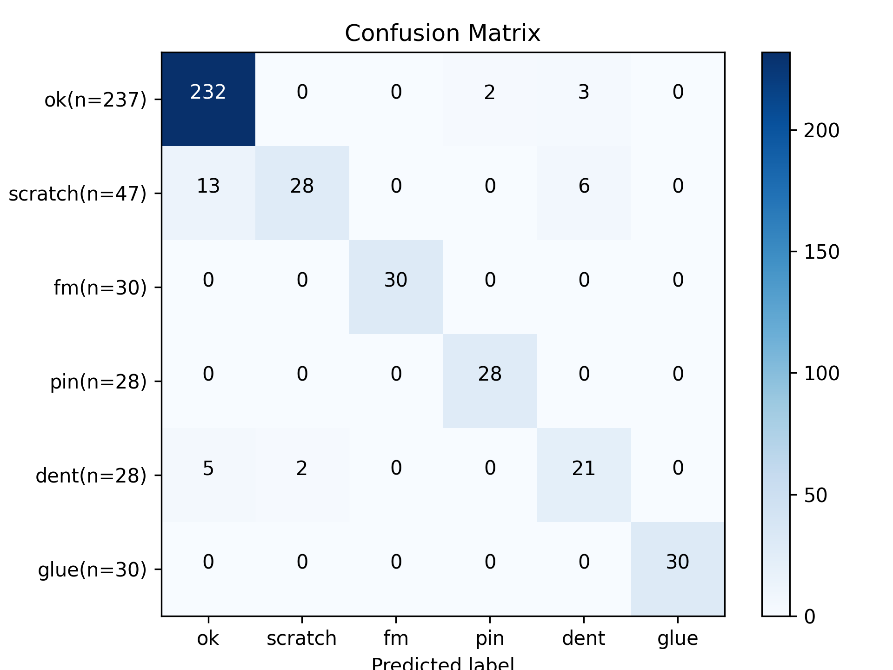 Confusion Matrix
ok(n=237) 232 0 0 2 3 0
scratch(n=47) 13 28 0 0 6 0
fm(n=30) 0 0 30 0 0 0
pin(n=28) 0 0 0 28 0 0
dent(n=28) 5 2 0 0 21 0
glue(n=30) 0 0 0 0 0 30
ok scratch fm pin dent glue
Predicted label
200
150
100
50
0